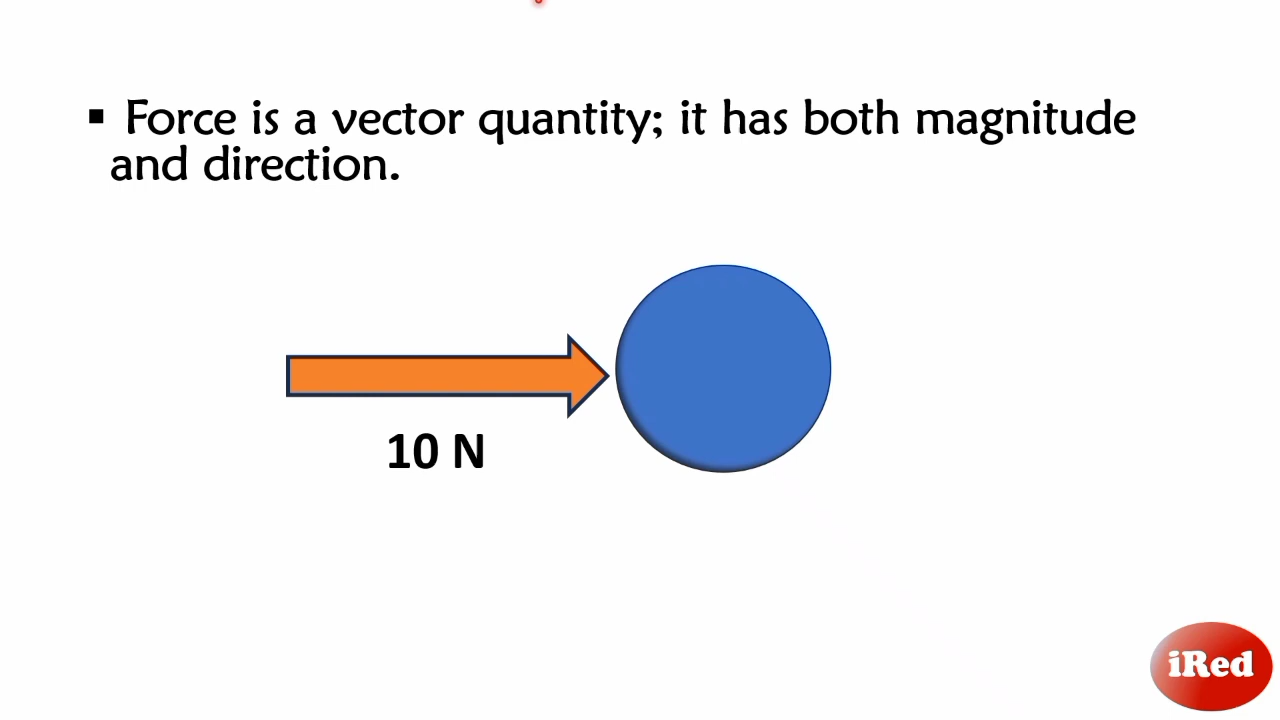 ▪ Force is a vector quantity; it has both magnitude
and direction.
10 N
iRed